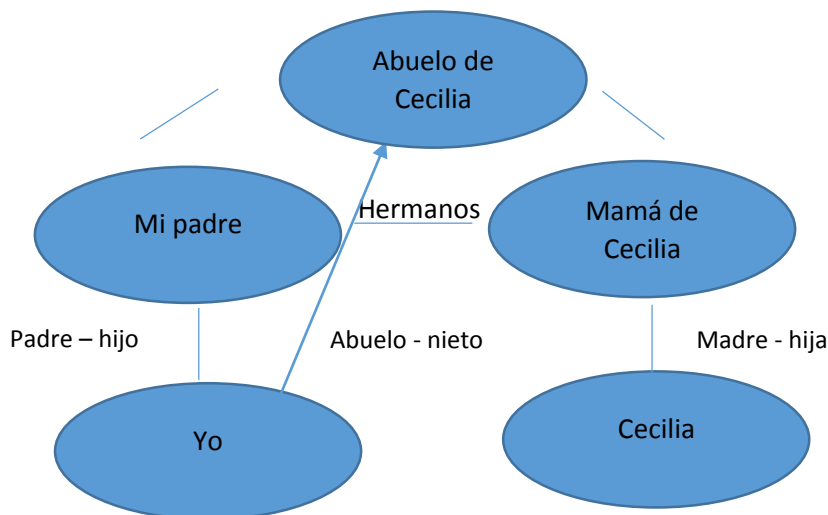 Abuelo de
Cecilia
Mi padre
Hermanos
Mamá de
Cecilia
Padre – hijo
Abuelo - nieto
Madre - hija
Yo
Cecilia